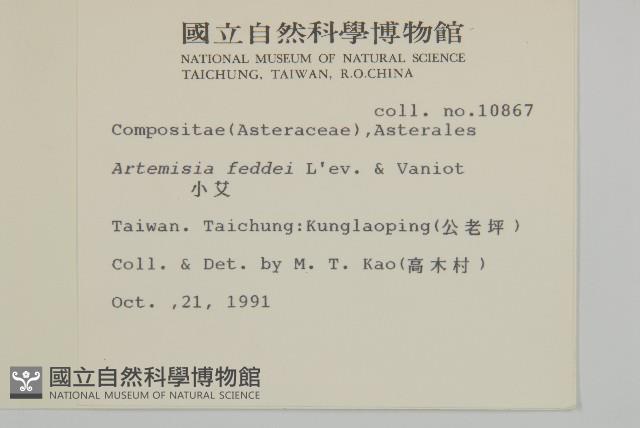 國立自然科學博物館
NATIONAL MUSEUM OF NATURAL SCIENCE
TAICHUNG, TAIWAN, R.O.CHINA
coll. no.10867
Compositae(Asteraceae),Asterales
Artemisia feddei L'ev. & Vaniot
小艾
Taiwan. Taichung:Kunglaoping(公老坪)
Coll. & Det. by M. T. Kao(高木村)
Oct. ,21, 1991
國立自然科學博物館
NATIONAL MUSEUM OF NATURAL SCIENCE